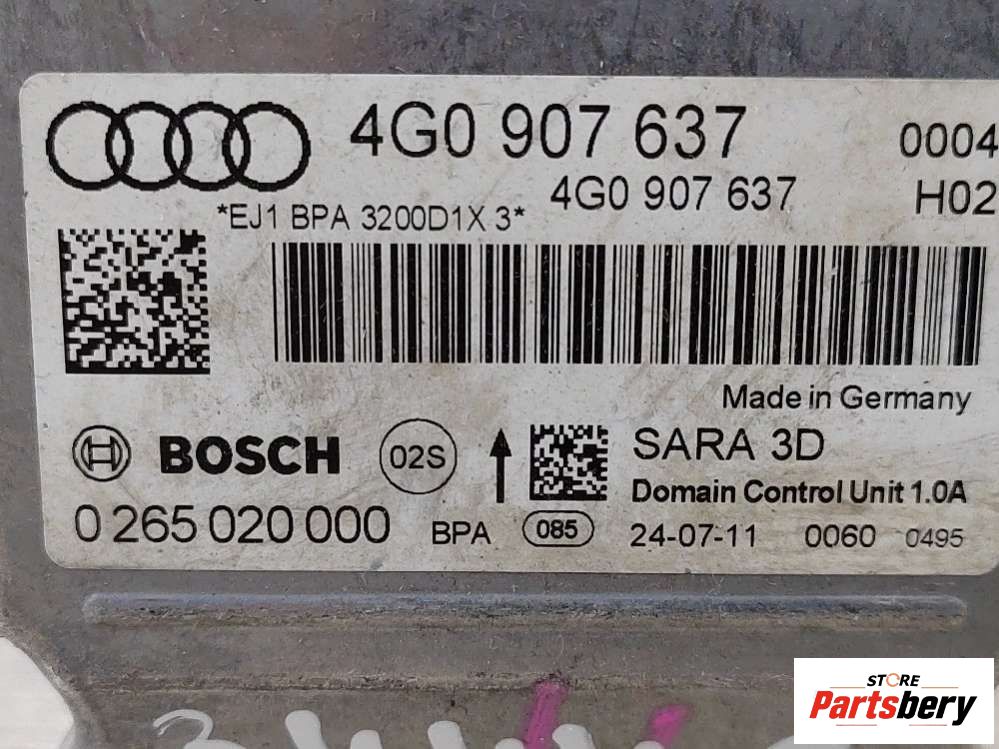 4G0 907 637 0004
4G0 907 637 H02
*EJ1 BPA 3200D1X 3*
Made in Germany
BOSCH 02S SARA 3D
Domain Control Unit 1.0A
0 265 020 000 BPA 085 24-07-11 0060 0495
STORE
Partsbery